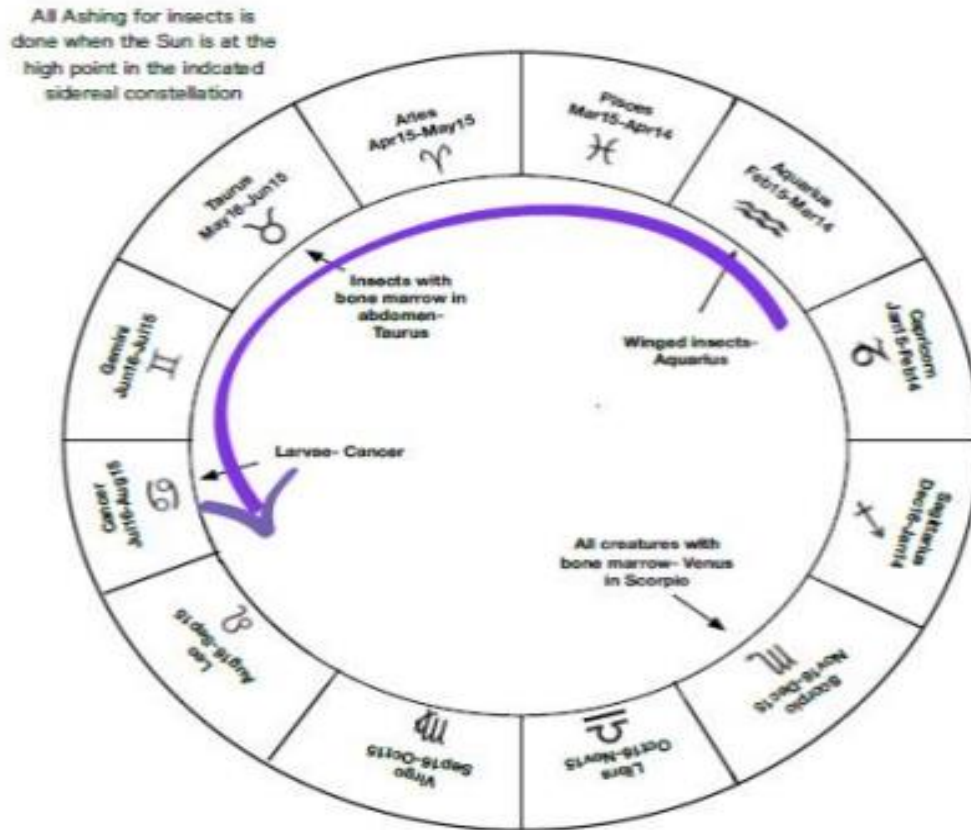 All Ashing for insects is
done when the Sun is at the
high point in the indcated
sidereal constellation
Aries
Apr15-May15
Pisces
Mar15-Apr14
Aquarius
Feb15-Mar14
Capricorn
Jan15-Feb14
Sagittarius
Dec16-Jan14
Scorpio
Nov16-Dec15
Libra
Oct16-Nov15
Virgo
Sep16-Oct15
Leo
Aug16-Sep15
Cancer
Jul16-Aug15
Gemini
Jun16-Jul15
Taurus
May16-Jun15
Insects with
bone marrow in
abdomen-
Taurus
Winged insects-
Aquarius
Larvae- Cancer
All creatures with
bone marrow- Venus
in Scorpio